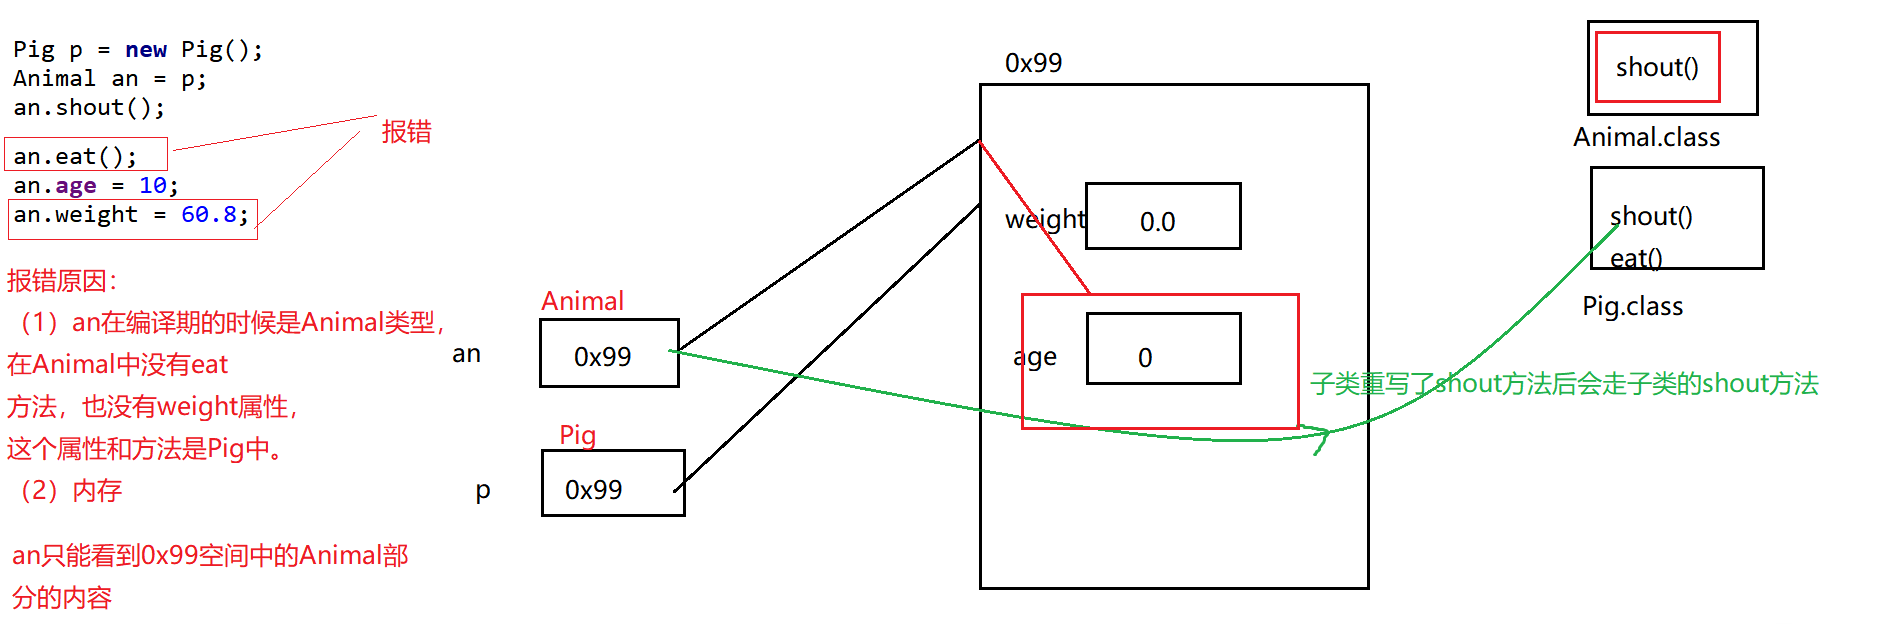 Pig p = new Pig();
Animal an = p;
an.shout();
an.eat();
an.age = 10;
an.weight = 60.8;
报错
报错原因：
（1）an在编译期的时候是Animal类型，
在Animal中没有eat
方法，也没有weight属性，
这个属性和方法是Pig中。
（2）内存
an只能看到0x99空间中的Animal部
分的内容
Animal
an
0x99
Pig
p
0x99
0x99
weight
0.0
age
0
shout()
Animal.class
shout()
eat()
Pig.class
子类重写了shout方法后会走子类的shout方法